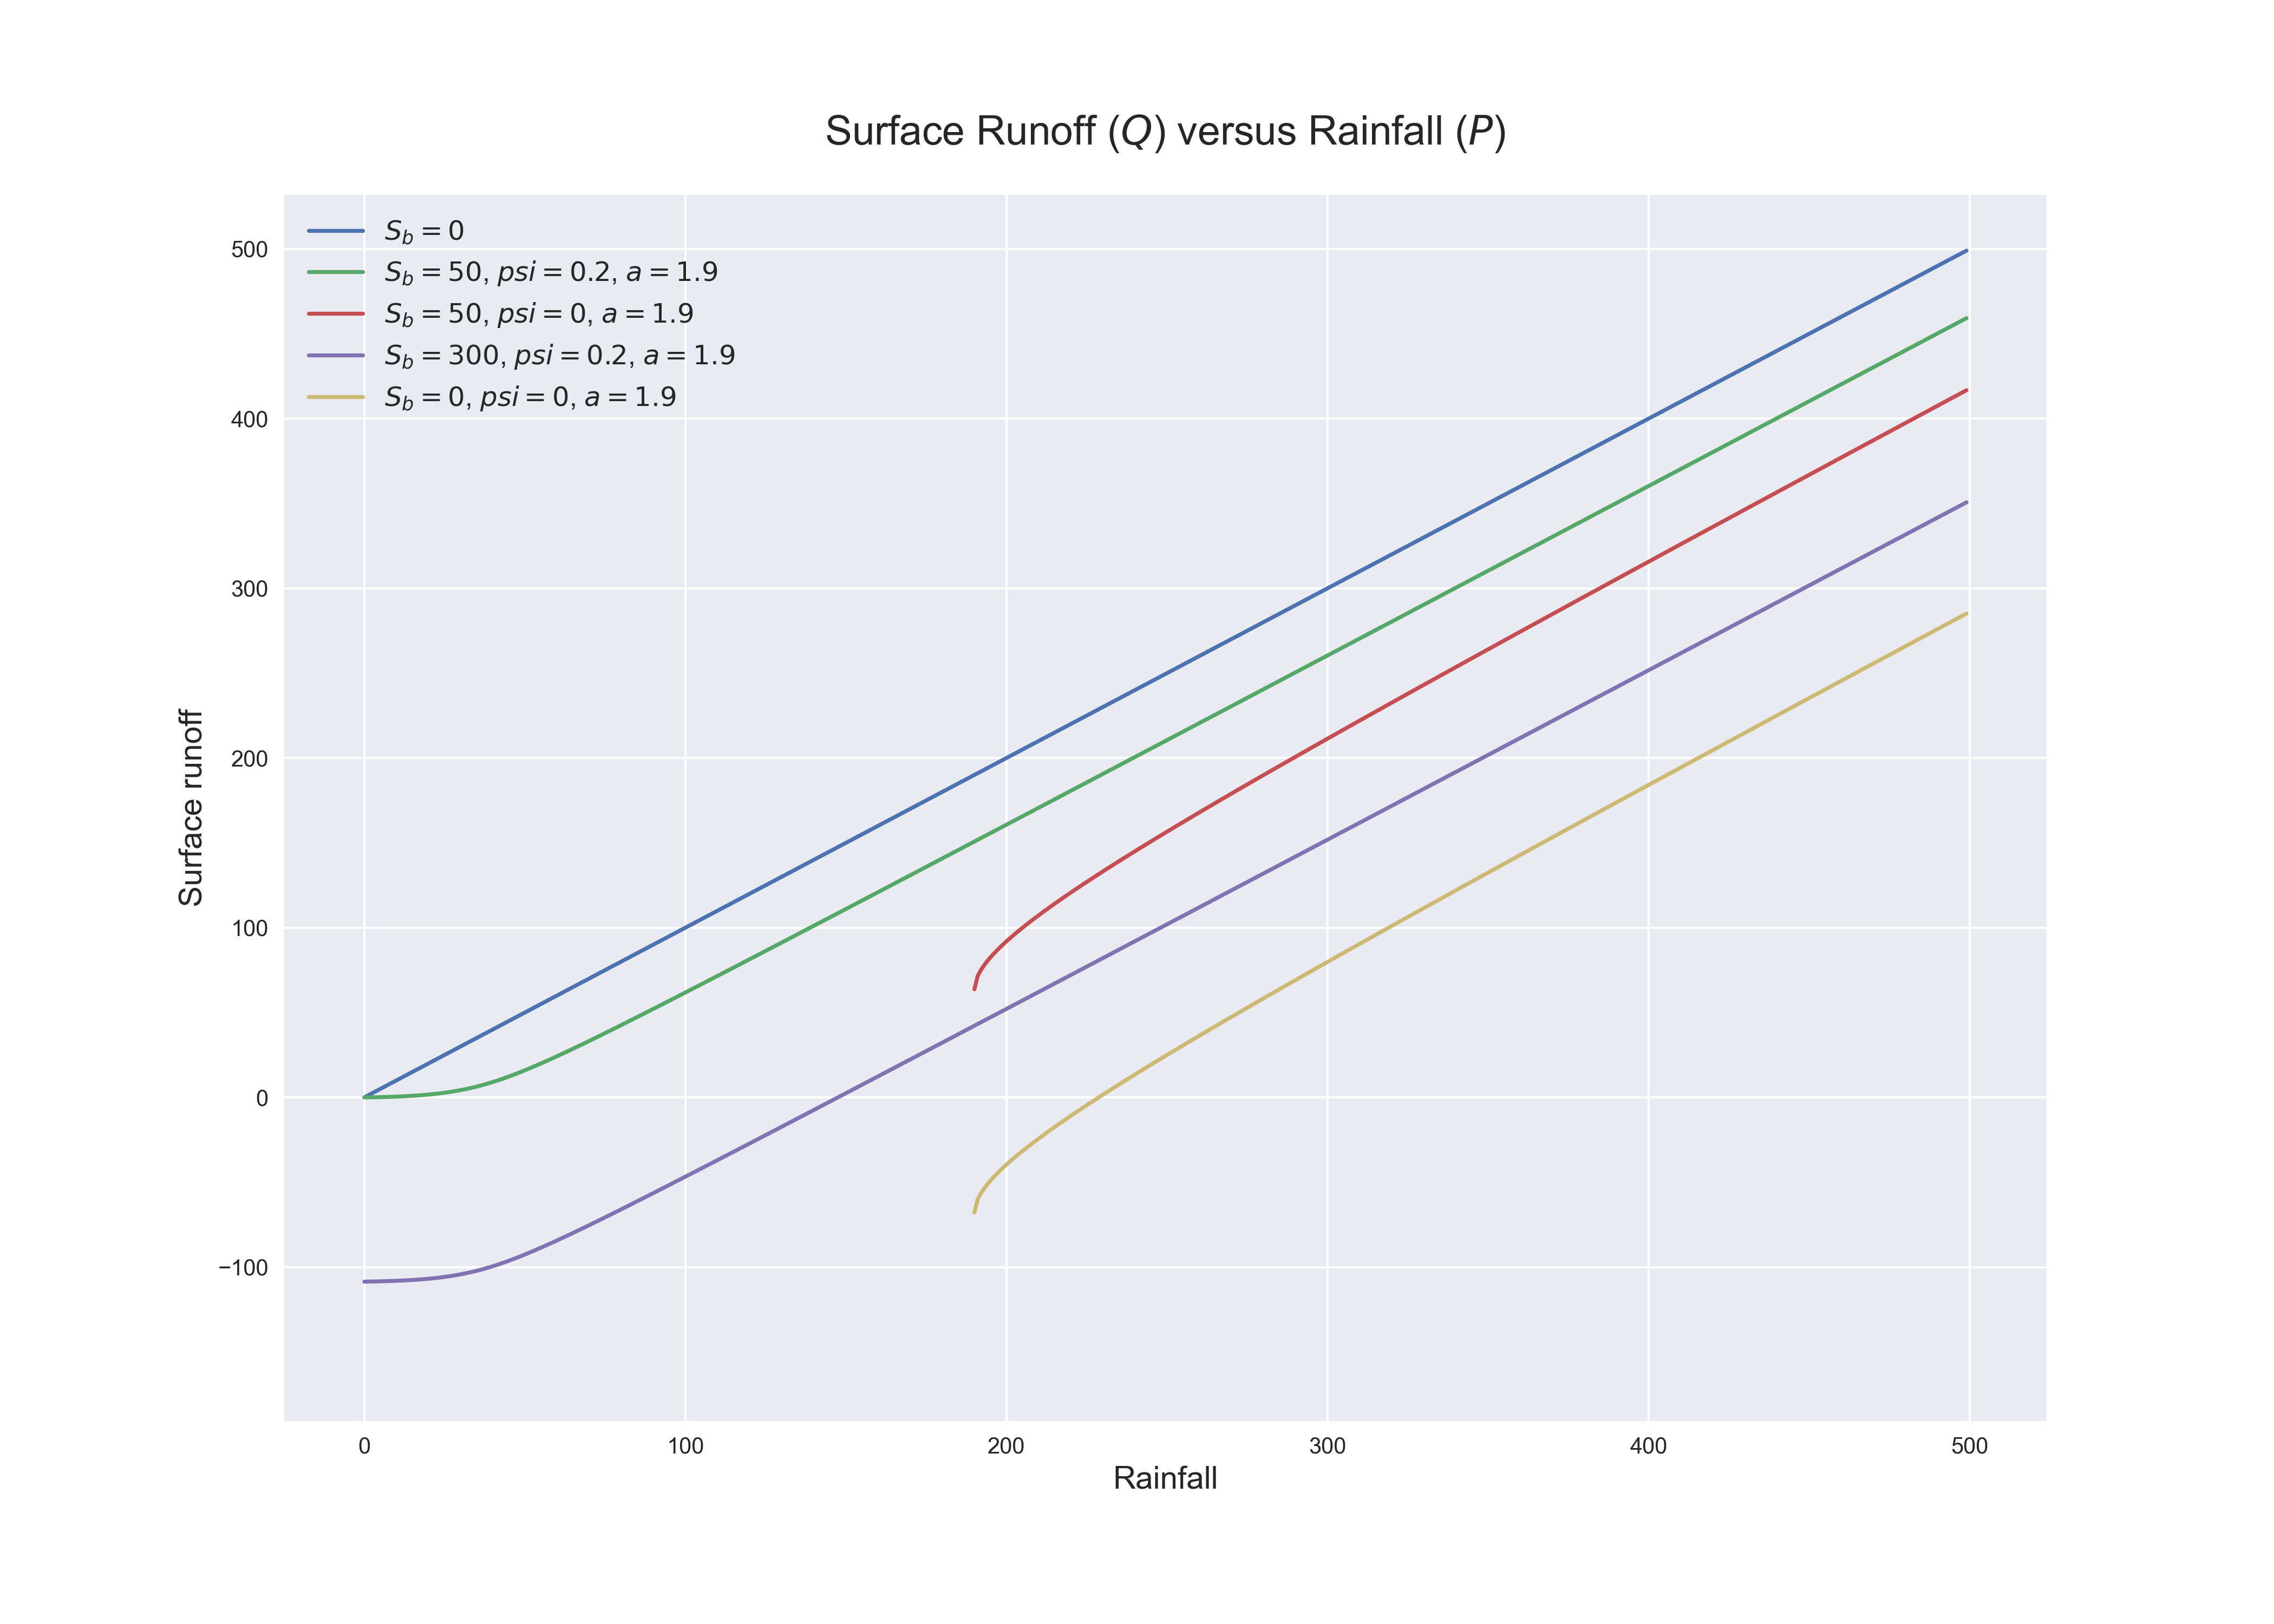 Surface Runoff (Q) versus Rainfall (P)
S_b = 0
S_b = 50, psi = 0.2, a = 1.9
S_b = 50, psi = 0, a = 1.9
S_b = 300, psi = 0.2, a = 1.9
S_b = 0, psi = 0, a = 1.9
500
400
300
200
100
0
−100
Surface runoff
0 100 200 300 400 500
Rainfall